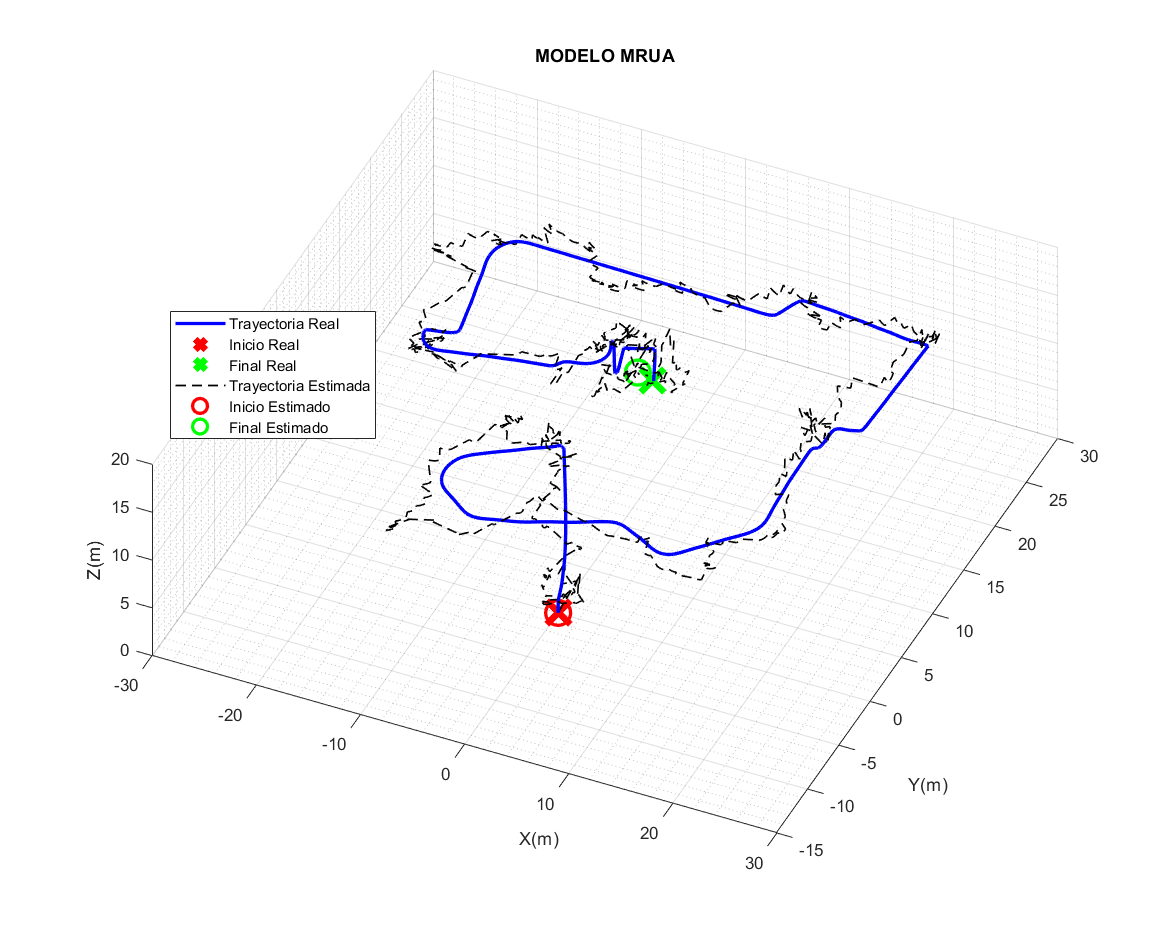 MODELO MRUA
Trayectoria Real
Inicio Real
Final Real
Trayectoria Estimada
Inicio Estimado
Final Estimado
20
15
10
5
0
Z(m)
-30
-20
-10
0
10
20
30
X(m)
-15
-10
-5
0
5
10
15
20
25
30
Y(m)